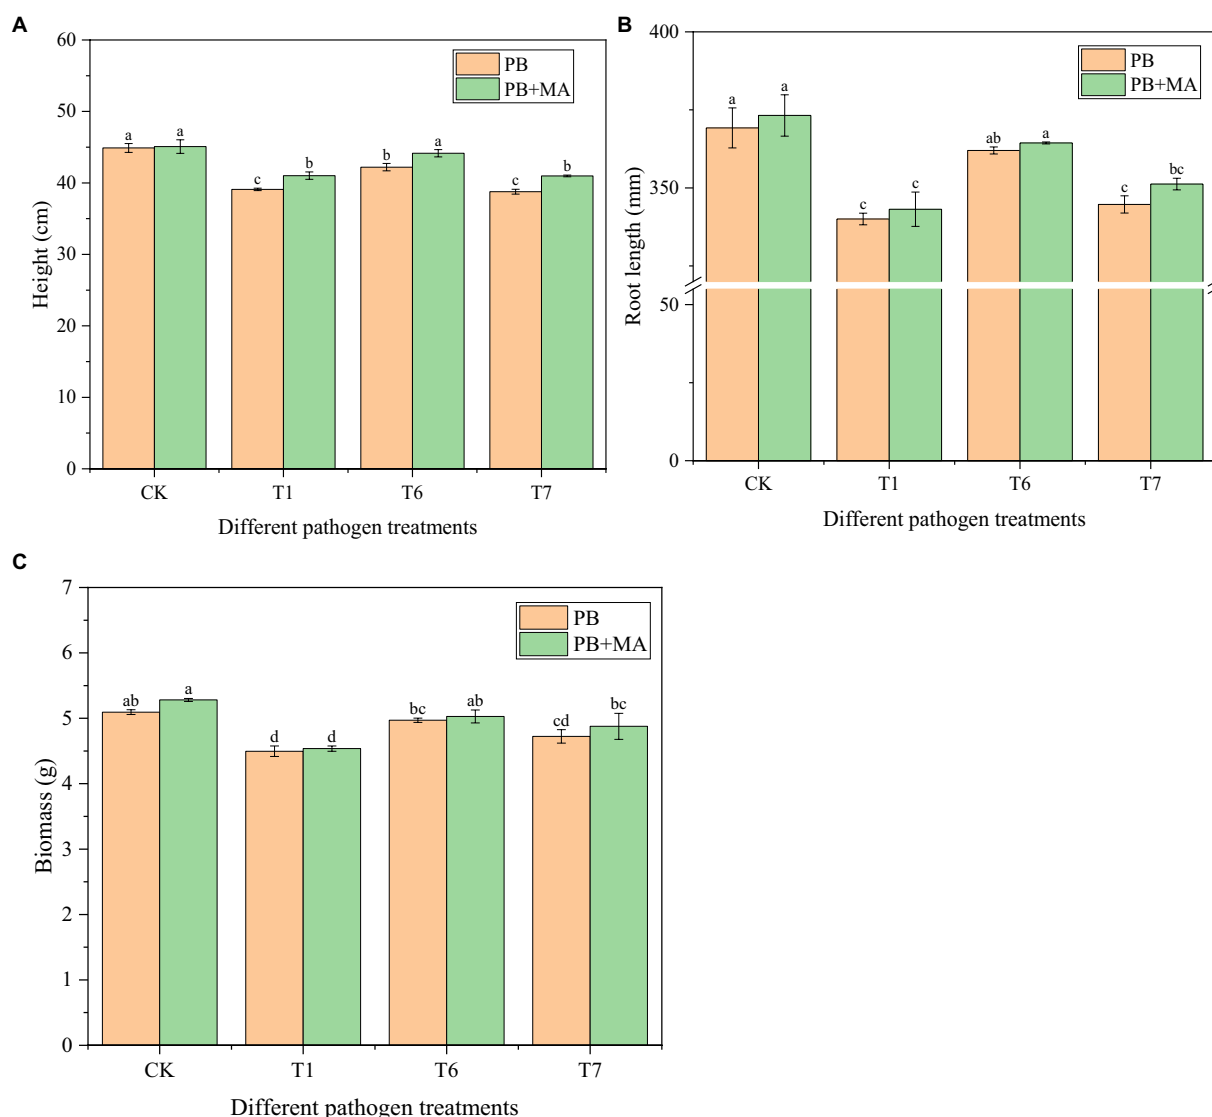 A
60
50
40
30
20
10
0
Height (cm)
PB
PB+MA
a a c b b a c b
CK T1 T6 T7
Different pathogen treatments
B
400
350
50
0
Root length (mm)
PB
PB+MA
a a c c ab a c bc
CK T1 T6 T7
Different pathogen treatments
C
7
6
5
4
3
2
1
0
Biomass (g)
PB
PB+MA
ab a d d bc ab cd bc
CK T1 T6 T7
Different pathogen treatments